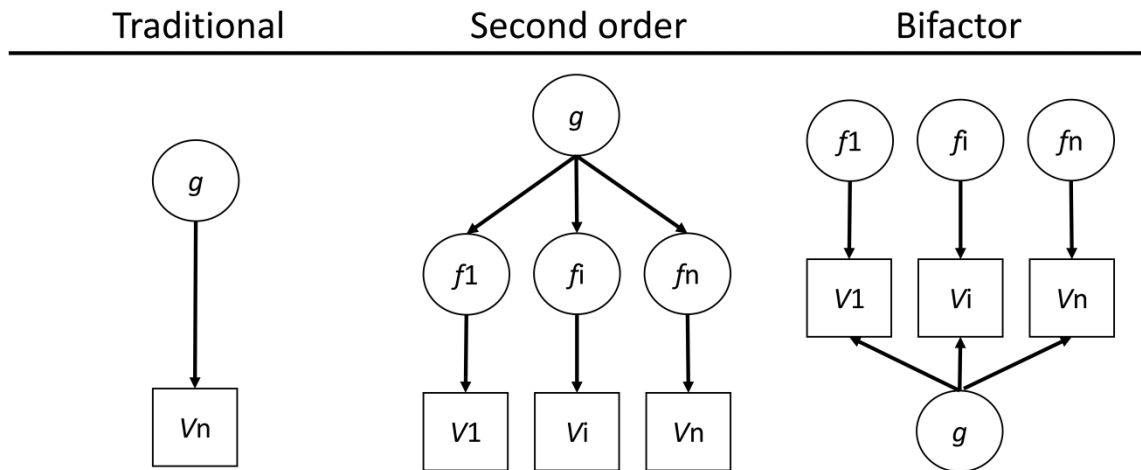 Traditional Second order Bifactor
g
Vn
g
f1 fi fn
V1 Vi Vn
f1 fi fn
V1 Vi Vn
g